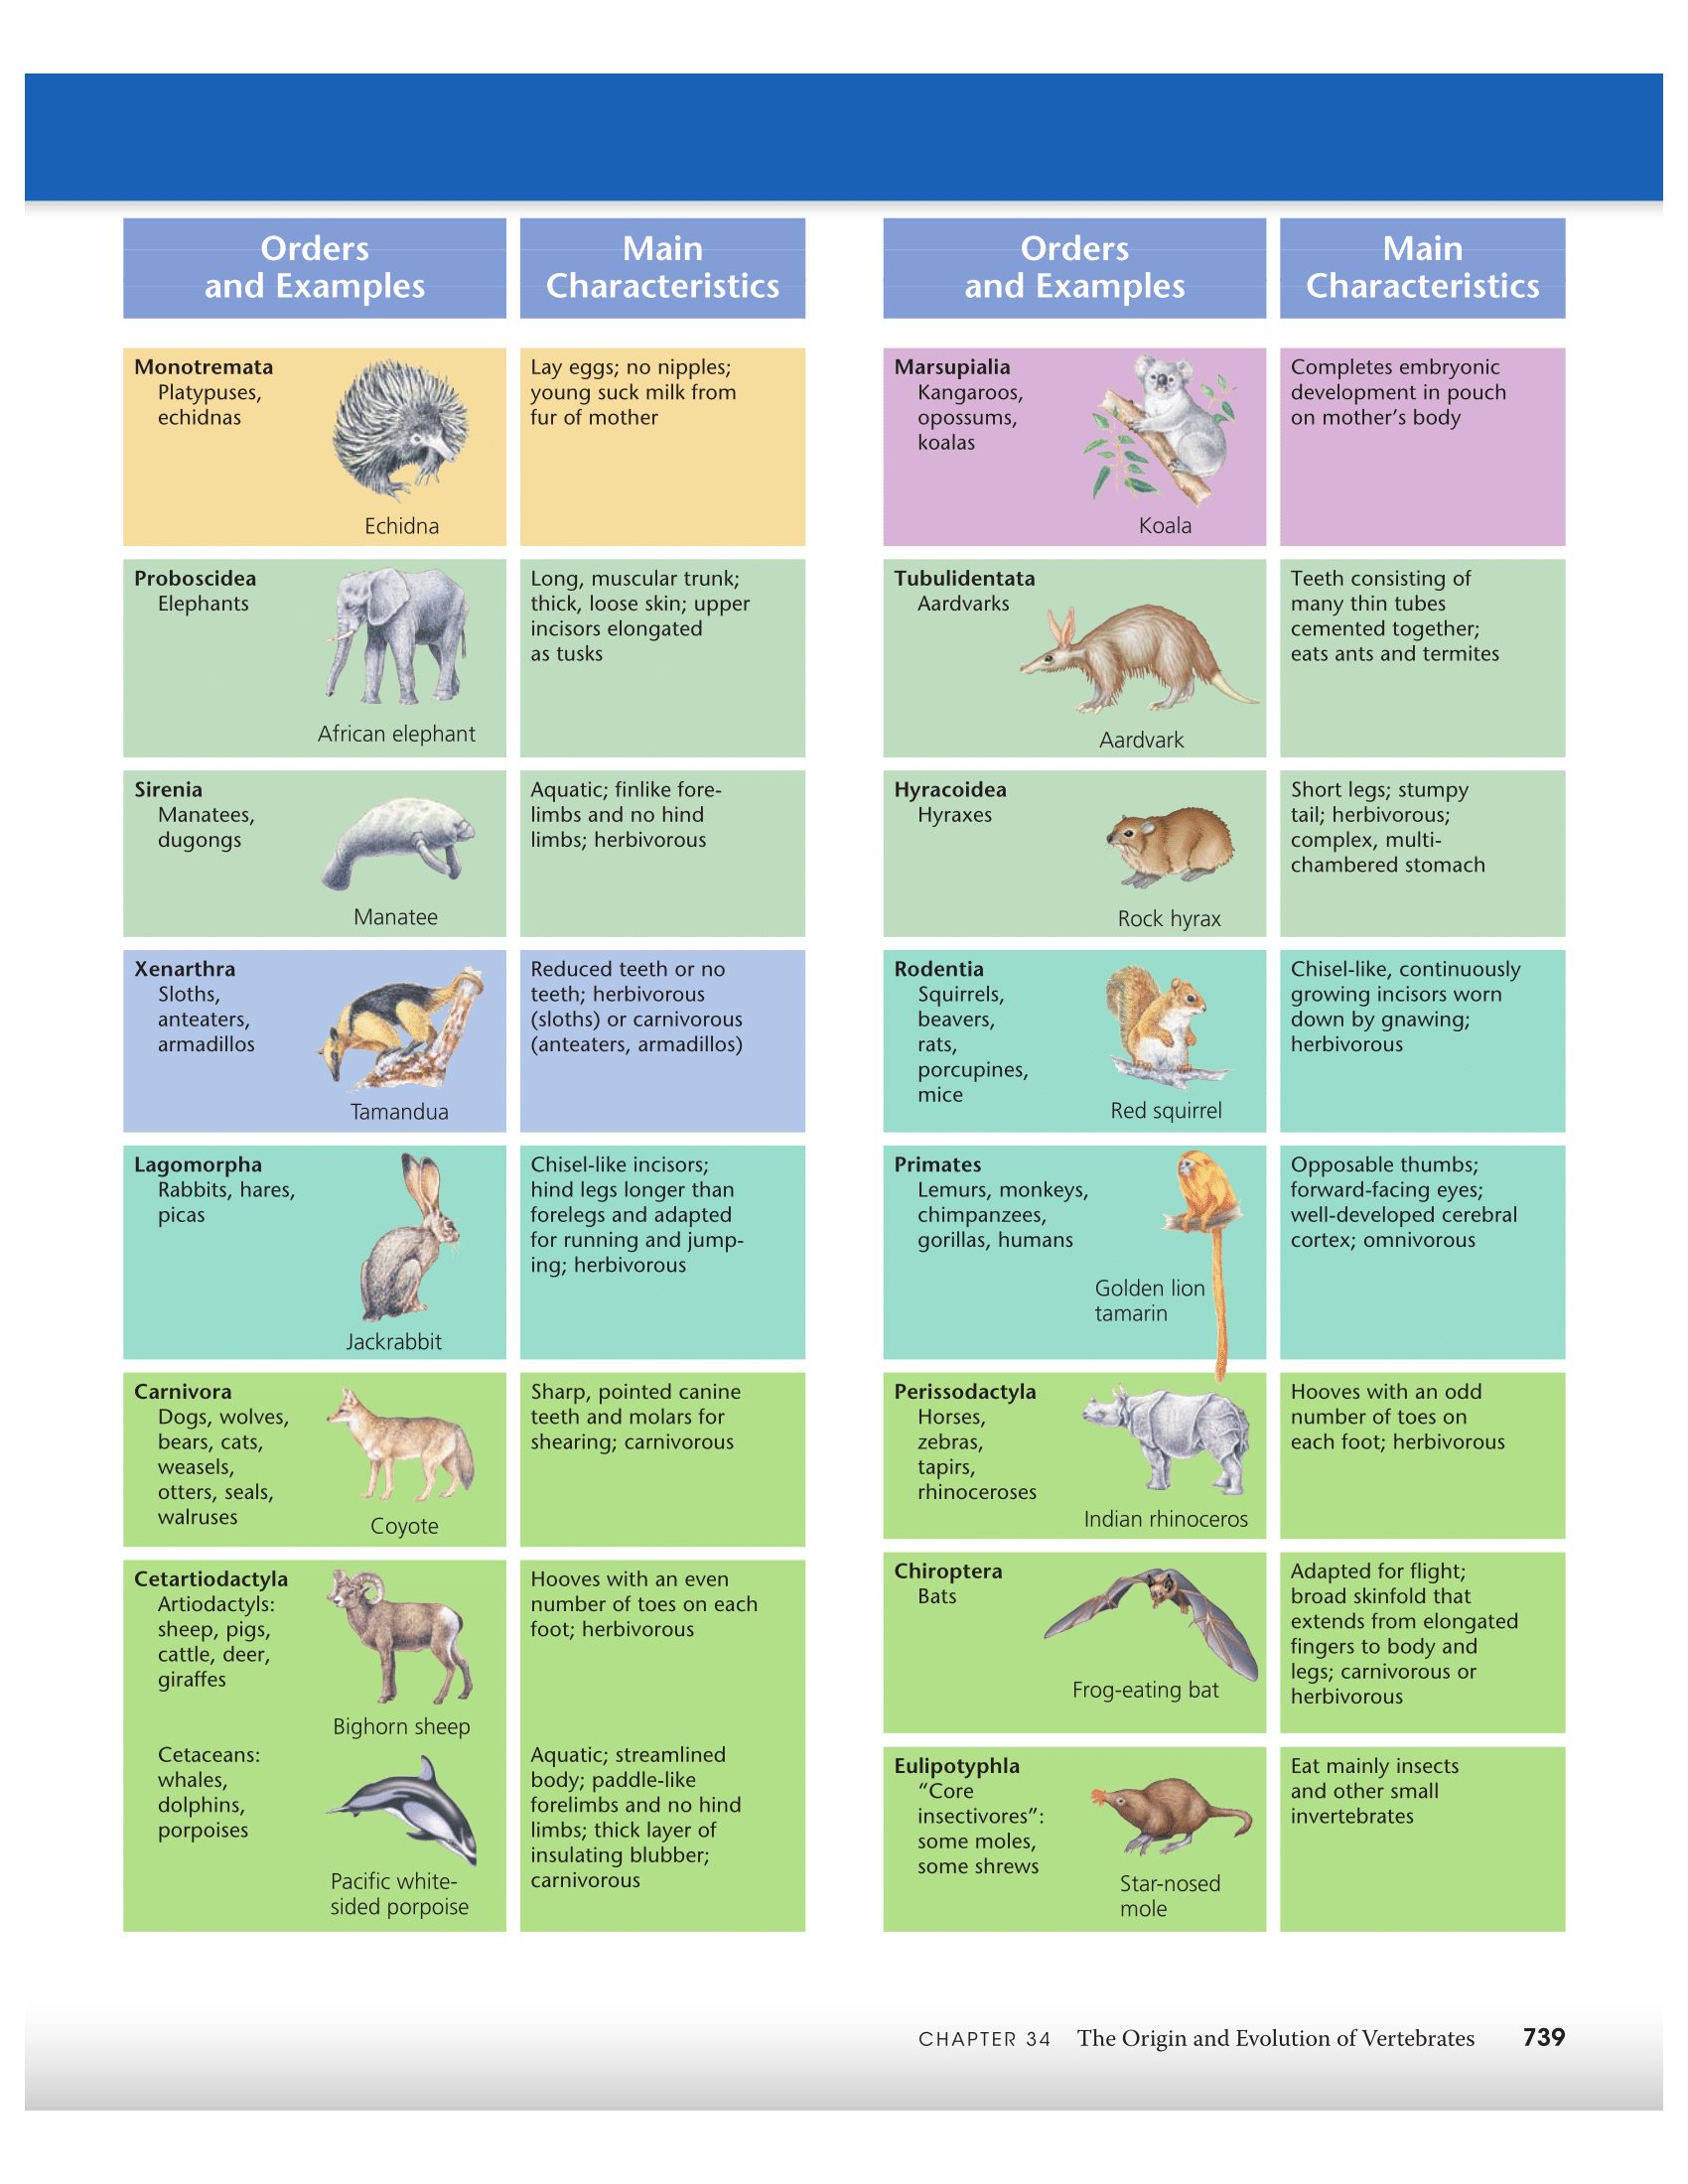 Orders
and Examples
Main
Characteristics
Monotremata
Platypuses,
echidnas
Echidna
Lay eggs; no nipples;
young suck milk from
fur of mother
Proboscidea
Elephants
African elephant
Long, muscular trunk;
thick, loose skin; upper
incisors elongated
as tusks
Sirenia
Manatees,
dugongs
Manatee
Aquatic; finlike fore-
limbs and no hind
limbs; herbivorous
Xenarthra
Sloths,
anteaters,
armadillos
Tamandua
Reduced teeth or no
teeth; herbivorous
(sloths) or carnivorous
(anteaters, armadillos)
Lagomorpha
Rabbits, hares,
picas
Jackrabbit
Chisel-like incisors;
hind legs longer than
forelegs and adapted
for running and jump-
ing; herbivorous
Carnivora
Dogs, wolves,
bears, cats,
weasels,
otters, seals,
walruses
Coyote
Sharp, pointed canine
teeth and molars for
shearing; carnivorous
Cetartiodactyla
Artiodactyls:
sheep, pigs,
cattle, deer,
giraffes
Bighorn sheep
Hooves with an even
number of toes on each
foot; herbivorous
Cetaceans:
whales,
dolphins,
porpoises
Pacific white-
sided porpoise
Aquatic; streamlined
body; paddle-like
forelimbs and no hind
limbs; thick layer of
insulating blubber;
carnivorous
Orders
and Examples
Main
Characteristics
Marsupialia
Kangaroos,
opossums,
koalas
Koala
Completes embryonic
development in pouch
on mother's body
Tubulidentata
Aardvarks
Aardvark
Teeth consisting of
many thin tubes
cemented together;
eats ants and termites
Hyracoidea
Hyraxes
Rock hyrax
Short legs; stumpy
tail; herbivorous;
complex, multi-
chambered stomach
Rodentia
Squirrels,
beavers,
rats,
porcupines,
mice
Red squirrel
Chisel-like, continuously
growing incisors worn
down by gnawing;
herbivorous
Primates
Lemurs, monkeys,
chimpanzees,
gorillas, humans
Golden lion
tamarin
Opposable thumbs;
forward-facing eyes;
well-developed cerebral
cortex; omnivorous
Perissodactyla
Horses,
zebras,
tapirs,
rhinoceroses
Indian rhinoceros
Hooves with an odd
number of toes on
each foot; herbivorous
Chiroptera
Bats
Frog-eating bat
Adapted for flight;
broad skinfold that
extends from elongated
fingers to body and
legs; carnivorous or
herbivorous
Eulipotyphla
“Core
insectivores”:
some moles,
some shrews
Star-nosed
mole
Eat mainly insects
and other small
invertebrates
CHAPTER 34 The Origin and Evolution of Vertebrates 739